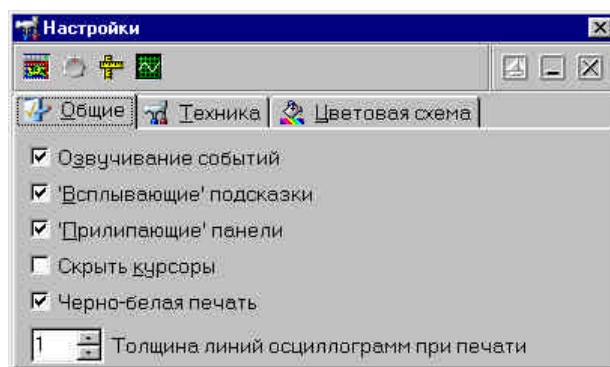 Настройки
Общие Техника Цветовая схема
Озвучивание событий
'Всплывающие' подсказки
'Прилипающие' панели
Скрыть курсоры
Черно-белая печать
1 Толщина линий осциллограмм при печати